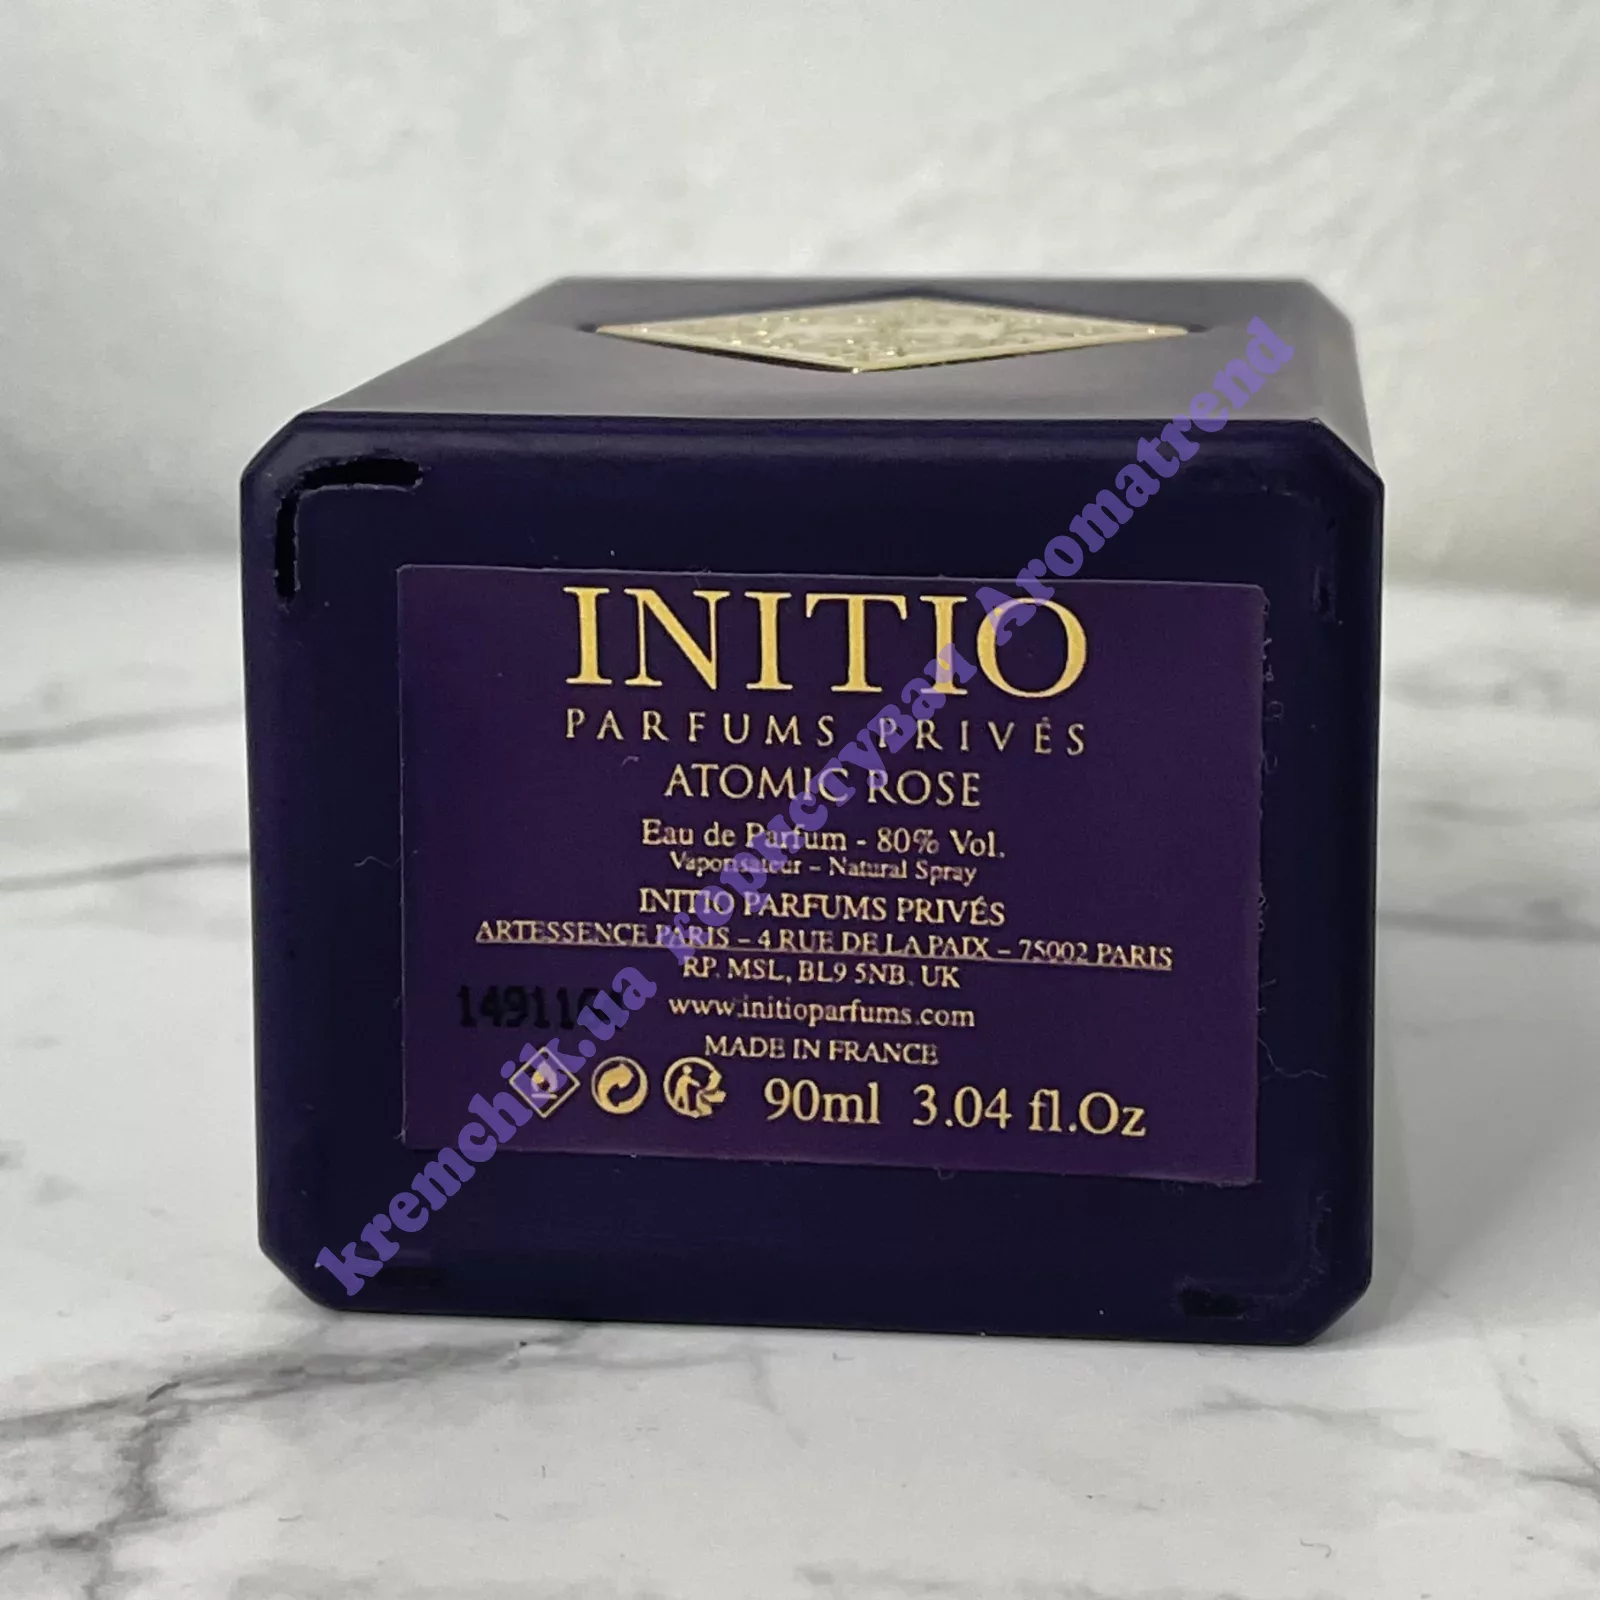 INITIO
PARFUMS PRIVÉS
ATOMIC ROSE
Eau de Parfum - 80% Vol.
Vaporisateur – Natural Spray
INITIO PARFUMS PRIVÉS
ARTESSENCE PARIS – 4 RUE DE LA PAIX – 75002 PARIS
RP. MSL, BL9 5NB. UK
www.initioparfums.com
MADE IN FRANCE
90ml 3.04 fl.Oz
kremchik.ua користував Aromatrend